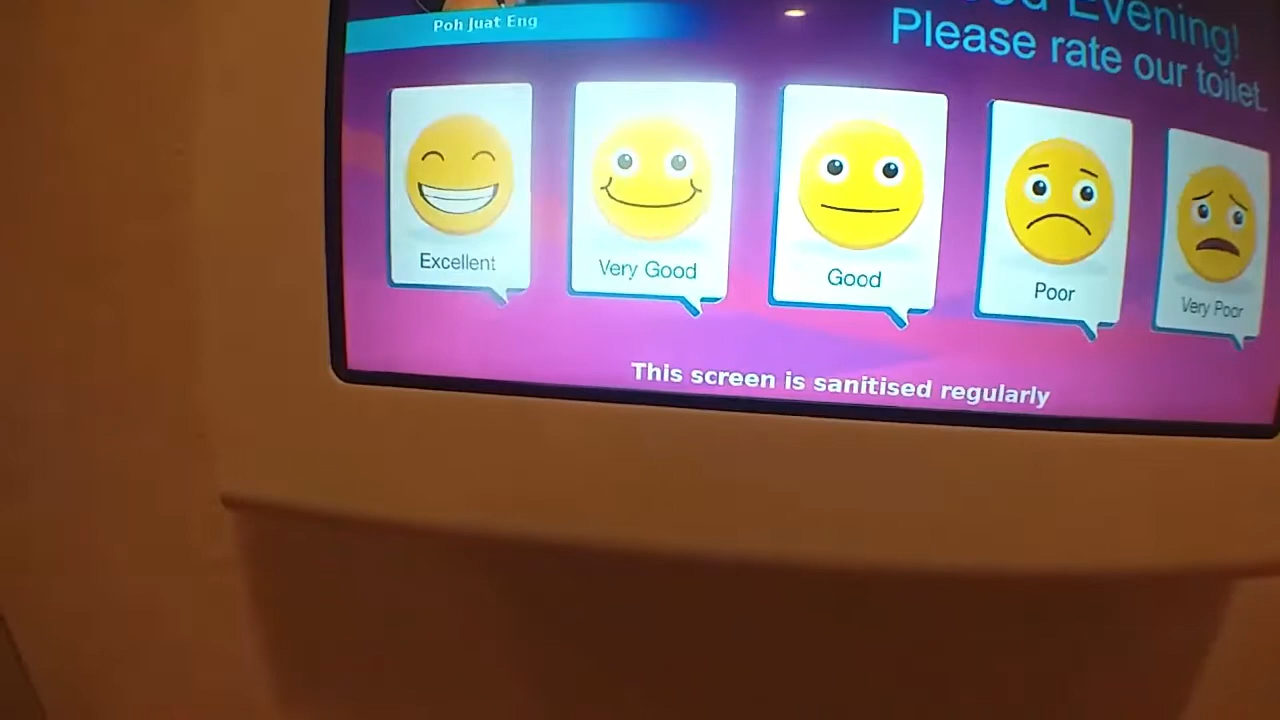 Poh Juat Eng
Evening!
Please rate our toilet.
Excellent
Very Good
Good
Poor
Very Poor
This screen is sanitised regularly